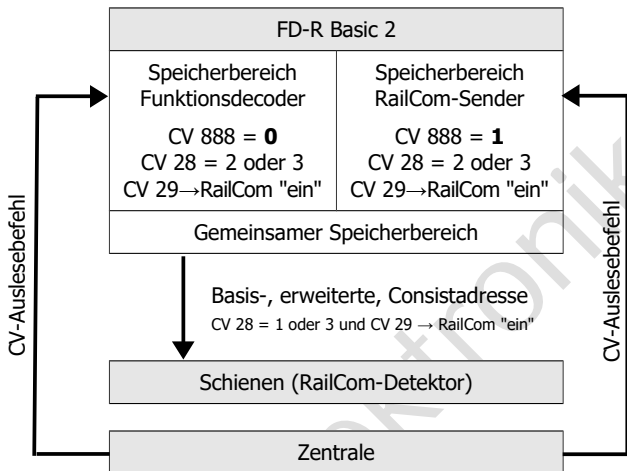 FD-R Basic 2
Speicherbereich
Funktionsdecoder
CV 888 = 0
CV 28 = 2 oder 3
CV 29→RailCom "ein"
Speicherbereich
RailCom-Sender
CV 888 = 1
CV 28 = 2 oder 3
CV 29→RailCom "ein"
Gemeinsamer Speicherbereich
CV-Auslesebefehl
CV-Auslesebefehl
Basis-, erweiterte, Consistadresse
CV 28 = 1 oder 3 und CV 29 → RailCom "ein"
Schienen (RailCom-Detektor)
Zentrale